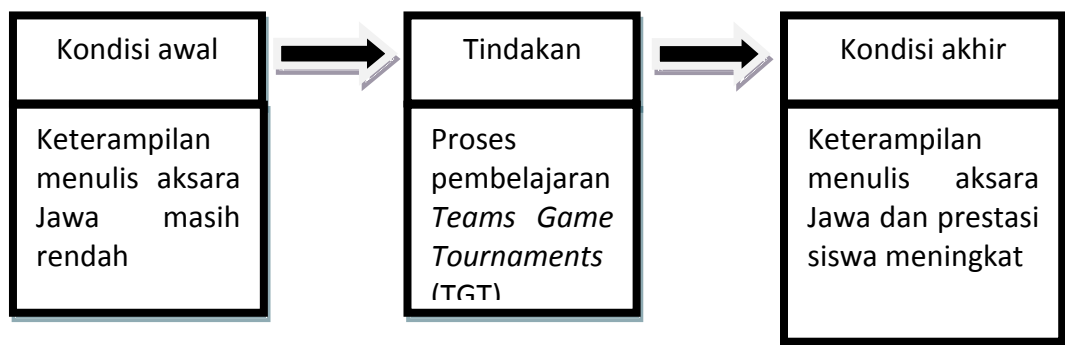 Kondisi awal
Keterampilan
menulis aksara
Jawa masih
rendah
Tindakan
Proses
pembelajaran
Teams Game
Tournaments
(TGT)
Kondisi akhir
Keterampilan
menulis aksara
Jawa dan prestasi
siswa meningkat